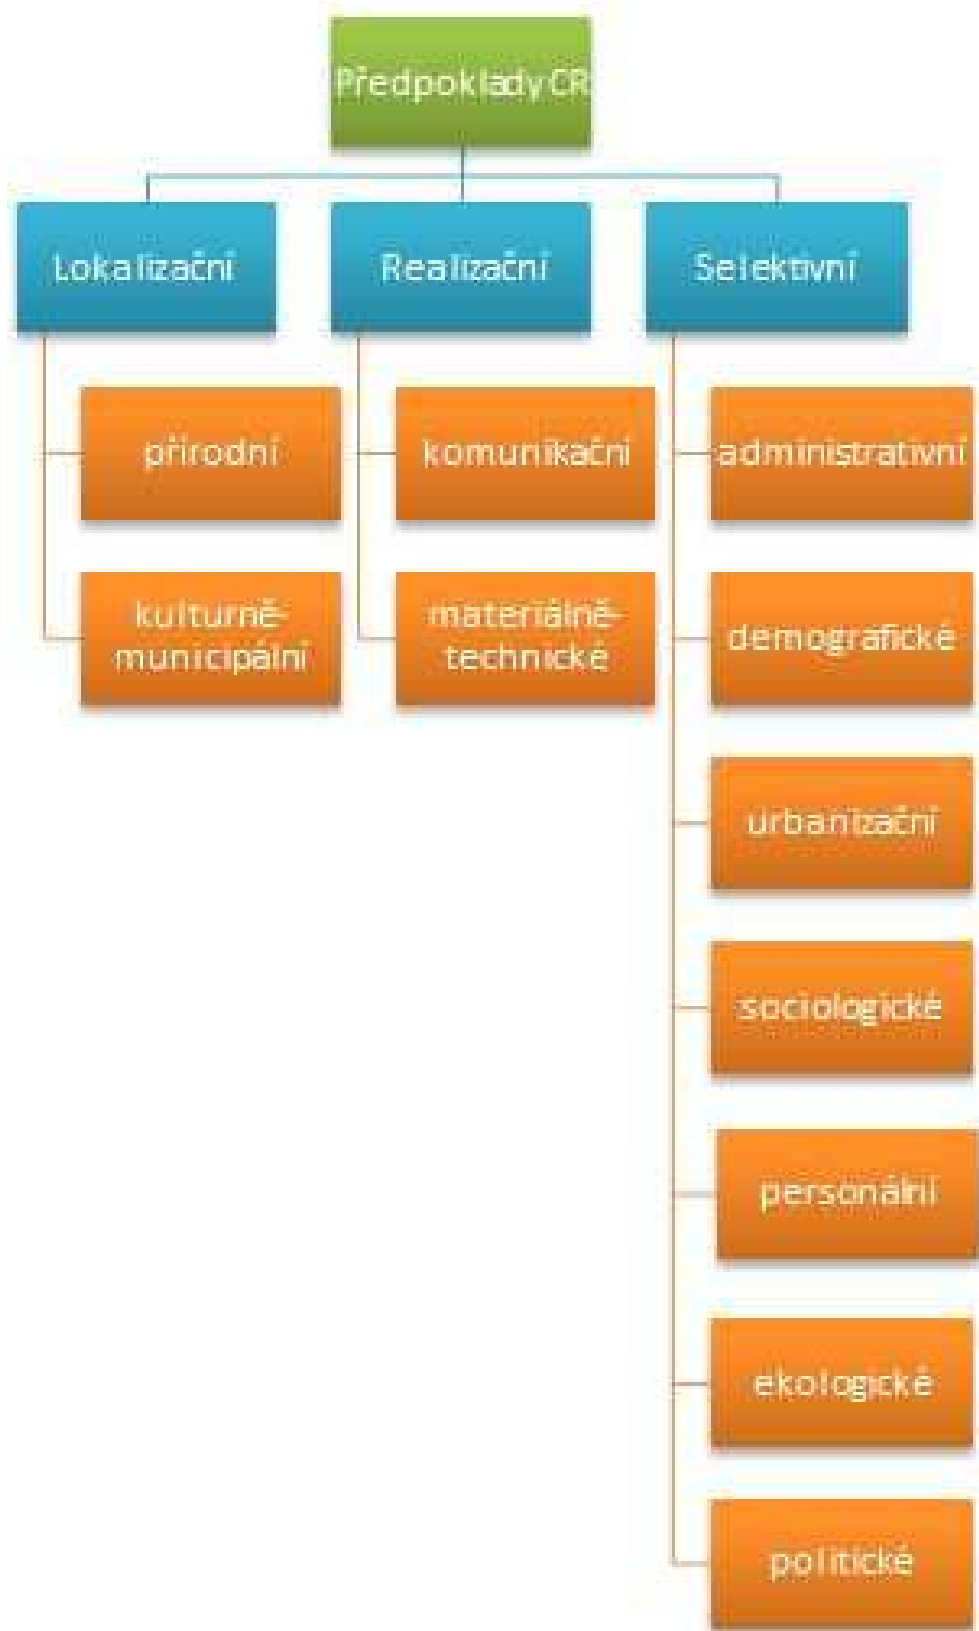 Předpoklady CR
Lokalizační
Realizační
Selektivní
přírodní
komunikační
administrativní
kulturně-
municipální
materiálně-
technické
demografické
urbanizační
sociologické
personální
ekologické
politické